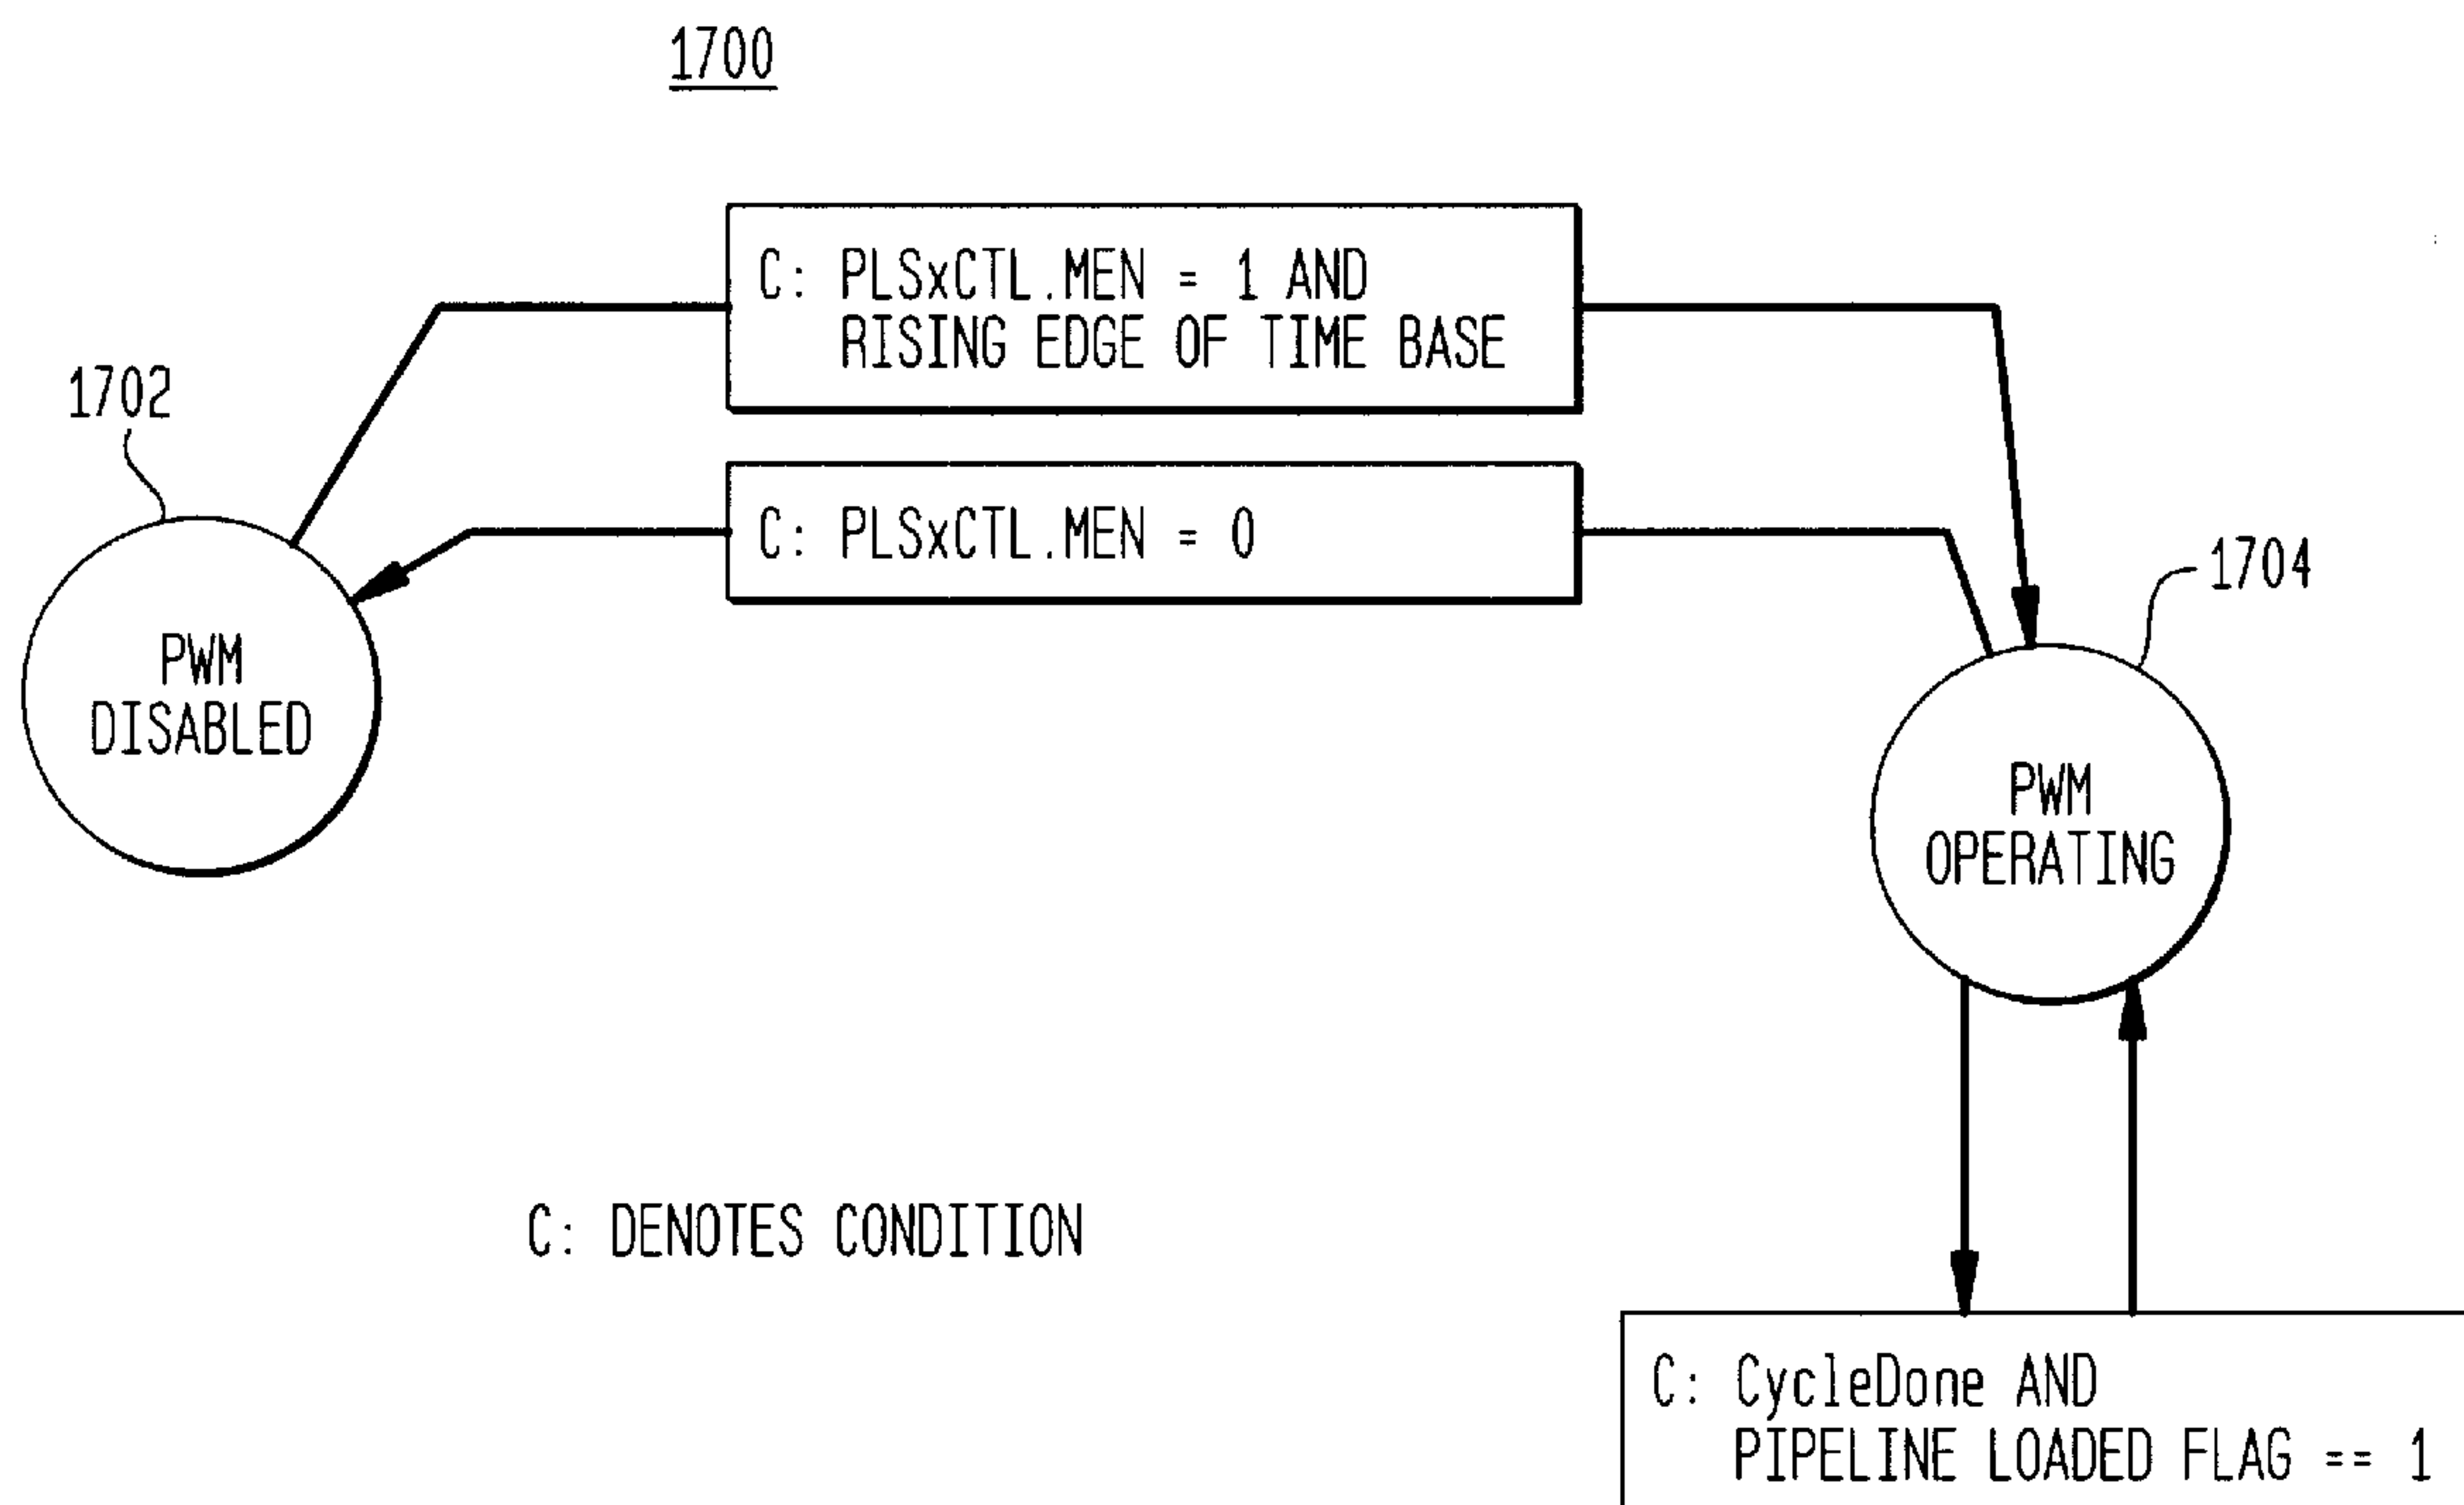 1700
C: PLSxCTL.MEN = 1 AND
RISING EDGE OF TIME BASE
1702
C: PLSxCTL.MEN = 0
1704
PWM
DISABLED
PWM
OPERATING
C: DENOTES CONDITION
C: CycleDone AND
PIPELINE LOADED FLAG == 1